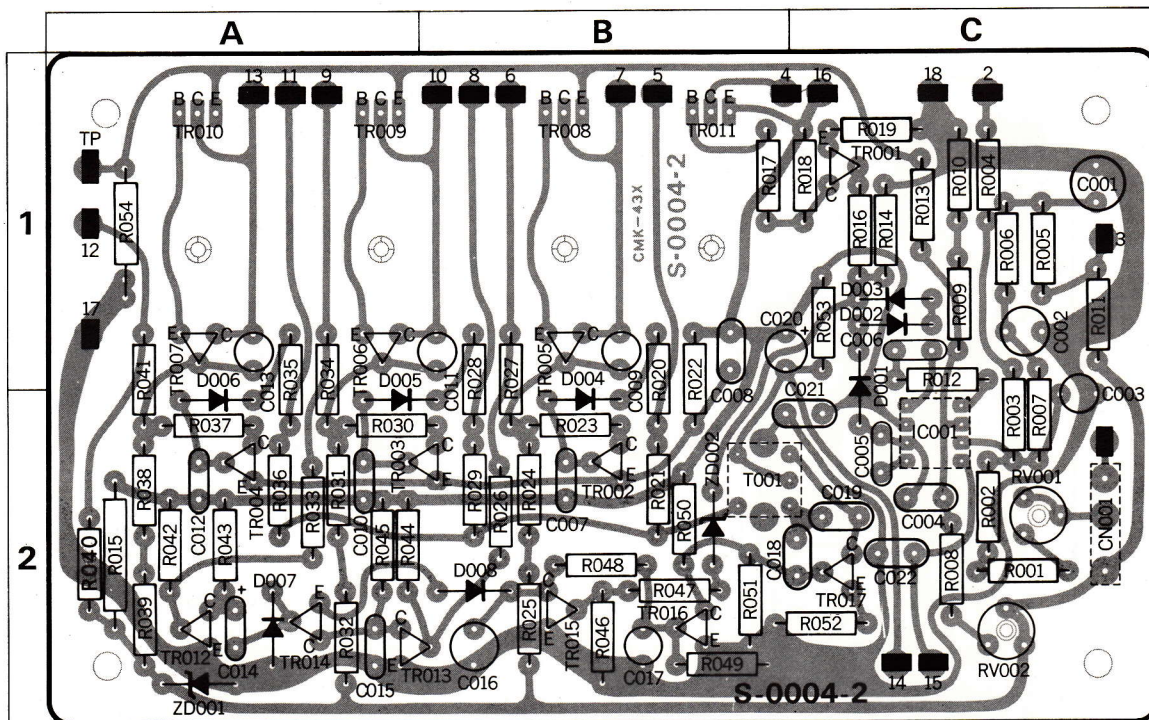 A B C
1
2
13 11 9 10 8 6 7 5 4 16 18 2
B C E
TR010
B C E
TR009
B C E
TR008
B C E
TR011
TP
12
17
R054
R017
R018
E
C
R019
TR001
R013
R010
R004
C001
R016
R014
R006
R005
3
CMK-43X
S-0004-2
D003
D002
R053
R009
R011
C002
C006
C020 +
R041
E C
TR007
C013
D006
R035
R034
E C
TR006
C011
D005
R028
R027
E C
TR005
C009
D004
R020
R022
C008
C021
D001
R012
R003
R007
C003
R037
R030
R023
IC001
C005
ZD002
T001
R038
C012
C
E
TR004
R036
R033
R031
C010
TR003
C
E
R029
R026
R024
C007
C
E
TR002
R021
R050
C019
C004
R002
RV001
CN001
R040
R015
R042
R043
R045
R044
R048
C018
E
C
TR017
C022
R008
R001
R039
D007
D008
R047
R051
R052
C
E
TR012
+
C014
E
C
TR014
R032
C015
C
E
TR013
C016
R025
C
E
TR015
R046
C017
TR016
C
E
R049
RV002
ZD001
14 15
S-0004-2